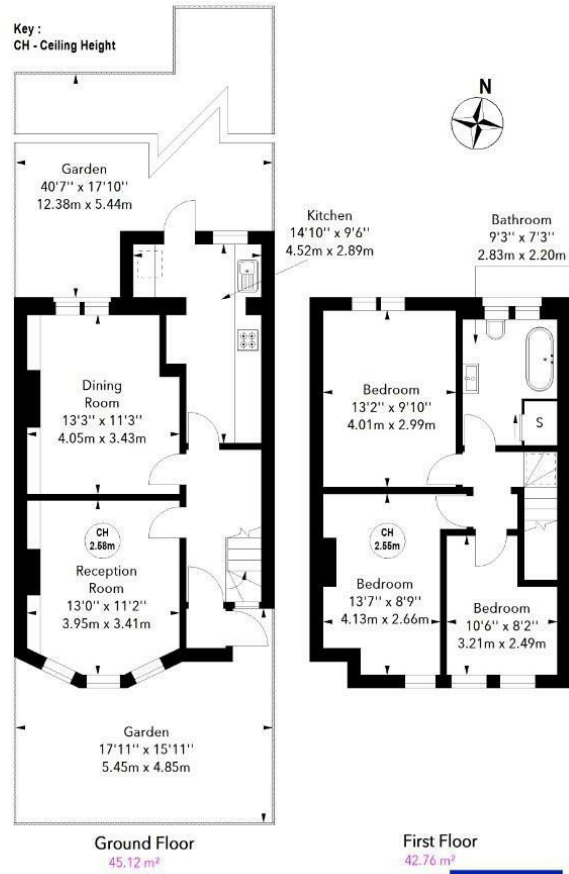 Key :
CH - Ceiling Height
N
Garden
40'7'' x 17'10''
12.38m x 5.44m
Kitchen
14'10'' x 9'6''
4.52m x 2.89m
Bathroom
9'3'' x 7'3''
2.83m x 2.20m
Dining
Room
13'3'' x 11'3''
4.05m x 3.43m
Bedroom
13'2'' x 9'10''
4.01m x 2.99m
S
CH
2.58m
Reception
Room
13'0'' x 11'2''
3.95m x 3.41m
CH
2.55m
Bedroom
13'7'' x 8'9''
4.13m x 2.66m
Bedroom
10'6'' x 8'2''
3.21m x 2.49m
Garden
17'11'' x 15'11''
5.45m x 4.85m
Ground Floor
45.12 m²
First Floor
42.76 m²